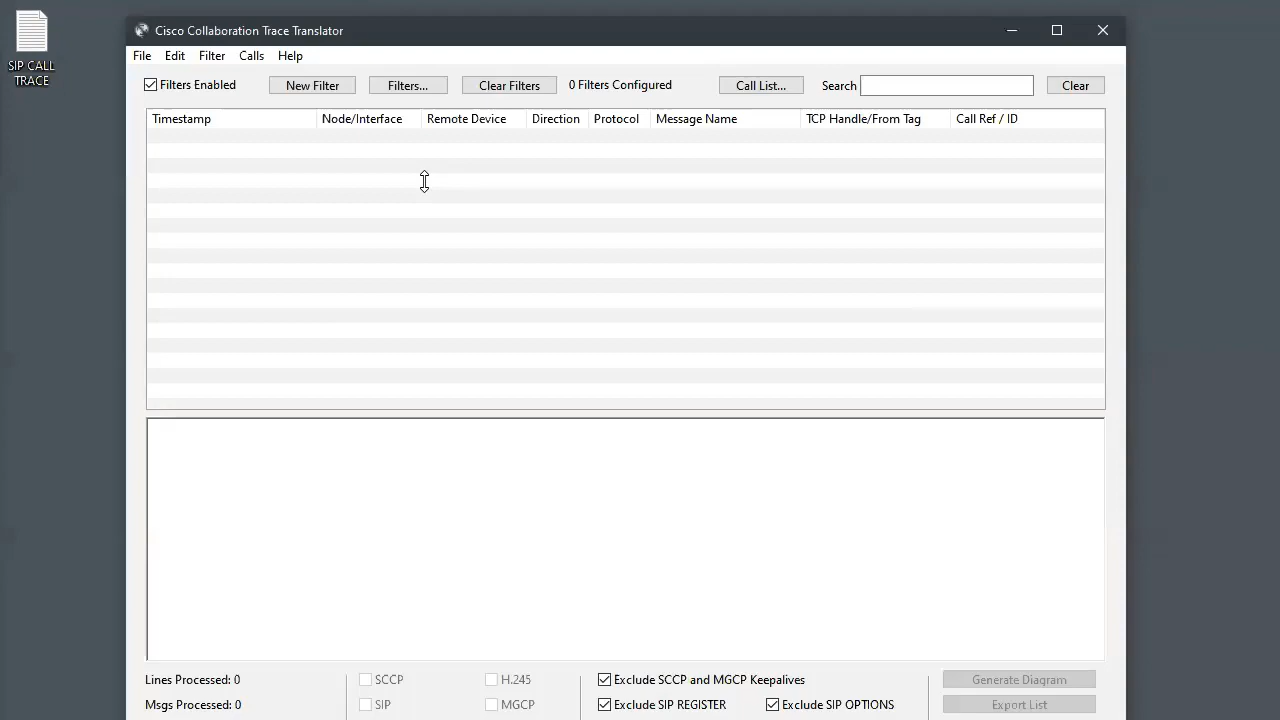 SIP CALL
TRACE
Cisco Collaboration Trace Translator
File Edit Filter Calls Help
Filters Enabled New Filter Filters... Clear Filters 0 Filters Configured Call List... Search Clear
Timestamp Node/Interface Remote Device Direction Protocol Message Name TCP Handle/From Tag Call Ref / ID
Lines Processed: 0 SCCP H.245 Exclude SCCP and MGCP Keepalives Generate Diagram
Msgs Processed: 0 SIP MGCP Exclude SIP REGISTER Exclude SIP OPTIONS Export List